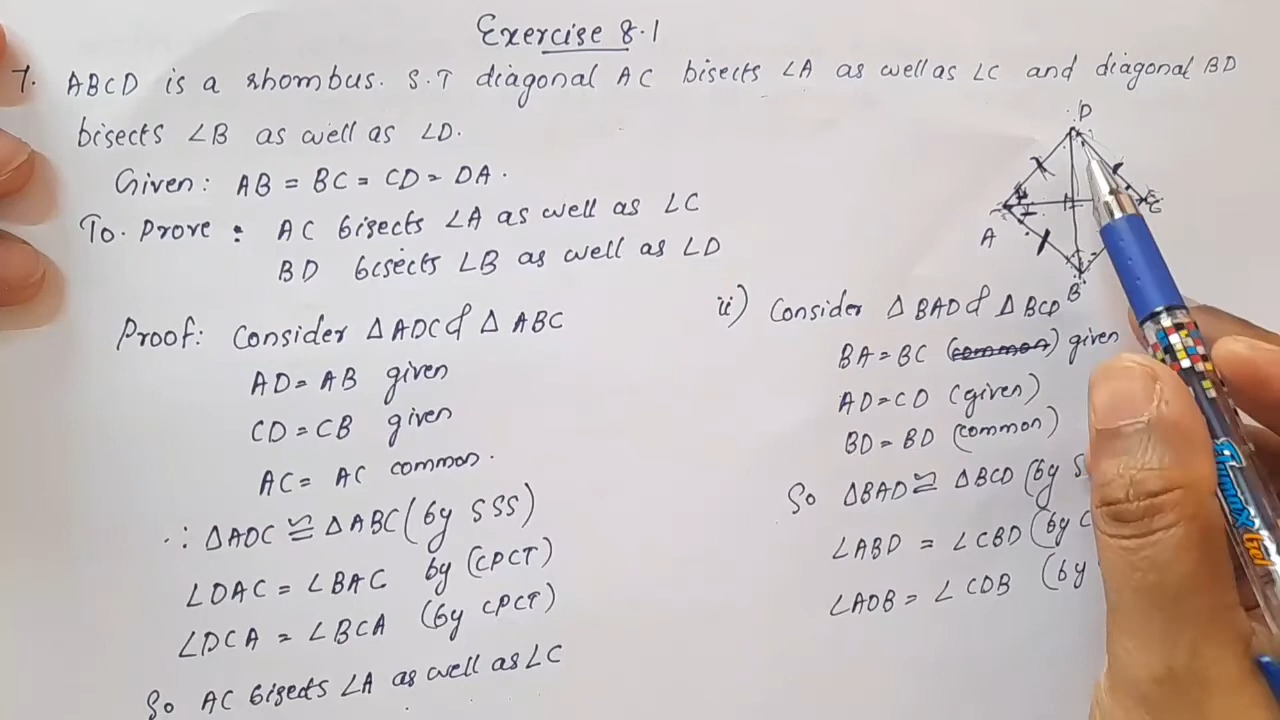 Exercise 8.1
7. ABCD is a rhombus. S.T diagonal AC bisects ∠A as well as ∠C and diagonal BD
bisects ∠B as well as ∠D.
Given: AB = BC = CD = DA.
To Prove : AC bisects ∠A as well as ∠C
BD bisects ∠B as well as ∠D
Proof: Consider △ADC & △ABC
AD = AB given
CD = CB given
AC = AC common.
∴ △ADC ≅ △ABC (by SSS)
∠DAC = ∠BAC by (CPCT)
∠DCA = ∠BCA (by CPCT)
So AC bisects ∠A as well as ∠C
D
A
C
B
ii) Consider △BAD & △BCD
BA = BC (common) given
AD = CD (given)
BD = BD (common)
So △BAD ≅ △BCD (by S
∠ABD = ∠CBD (by C
∠ADB = ∠CDB (by